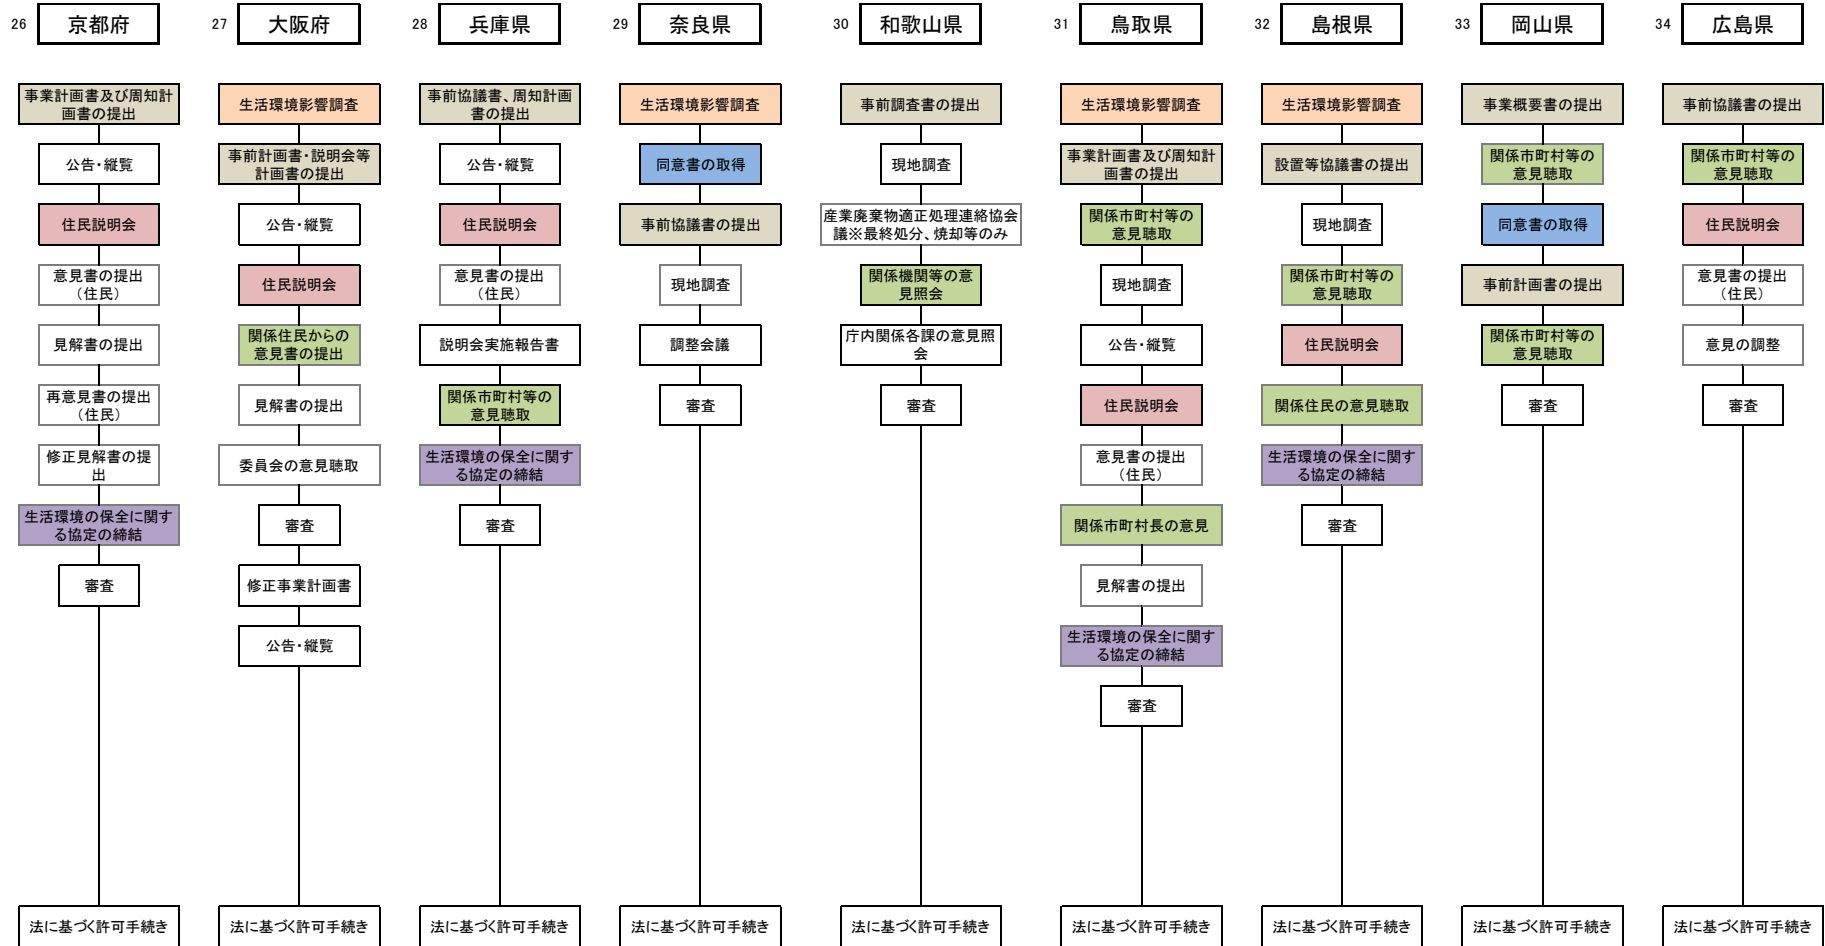 26
京都府
事業計画書及び周知計
画書の提出
公告・縦覧
住民説明会
意見書の提出
(住民)
見解書の提出
再意見書の提出
(住民)
修正見解書の提
出
生活環境の保全に関す
る協定の締結
審査
法に基づく許可手続き
27
大阪府
生活環境影響調査
事前計画書・説明会等
計画書の提出
公告・縦覧
住民説明会
関係住民からの
意見書の提出
見解書の提出
委員会の意見聴取
審査
修正事業計画書
公告・縦覧
法に基づく許可手続き
28
兵庫県
事前協議書、周知計画
書の提出
公告・縦覧
住民説明会
意見書の提出
(住民)
説明会実施報告書
関係市町村等の
意見聴取
生活環境の保全に関す
る協定の締結
審査
法に基づく許可手続き
29
奈良県
生活環境影響調査
同意書の取得
事前協議書の提出
現地調査
調整会議
審査
法に基づく許可手続き
30
和歌山県
事前調査書の提出
現地調査
産業廃棄物適正処理連絡協会
議※最終処分、焼却等のみ
関係機関等の意
見照会
庁内関係各課の意見照
会
審査
法に基づく許可手続き
31
鳥取県
生活環境影響調査
事業計画書及び周知計
画書の提出
関係市町村等の
意見聴取
現地調査
公告・縦覧
住民説明会
意見書の提出
(住民)
関係市町村長の意見
見解書の提出
生活環境の保全に関す
る協定の締結
審査
法に基づく許可手続き
32
島根県
生活環境影響調査
設置等協議書の提出
現地調査
関係市町村等の
意見聴取
住民説明会
関係住民の意見聴取
生活環境の保全に関す
る協定の締結
審査
法に基づく許可手続き
33
岡山県
事業概要書の提出
関係市町村等の
意見聴取
同意書の取得
事前計画書の提出
関係市町村等の
意見聴取
審査
法に基づく許可手続き
34
広島県
事前協議書の提出
関係市町村等の
意見聴取
住民説明会
意見書の提出
(住民)
意見の調整
審査
法に基づく許可手続き